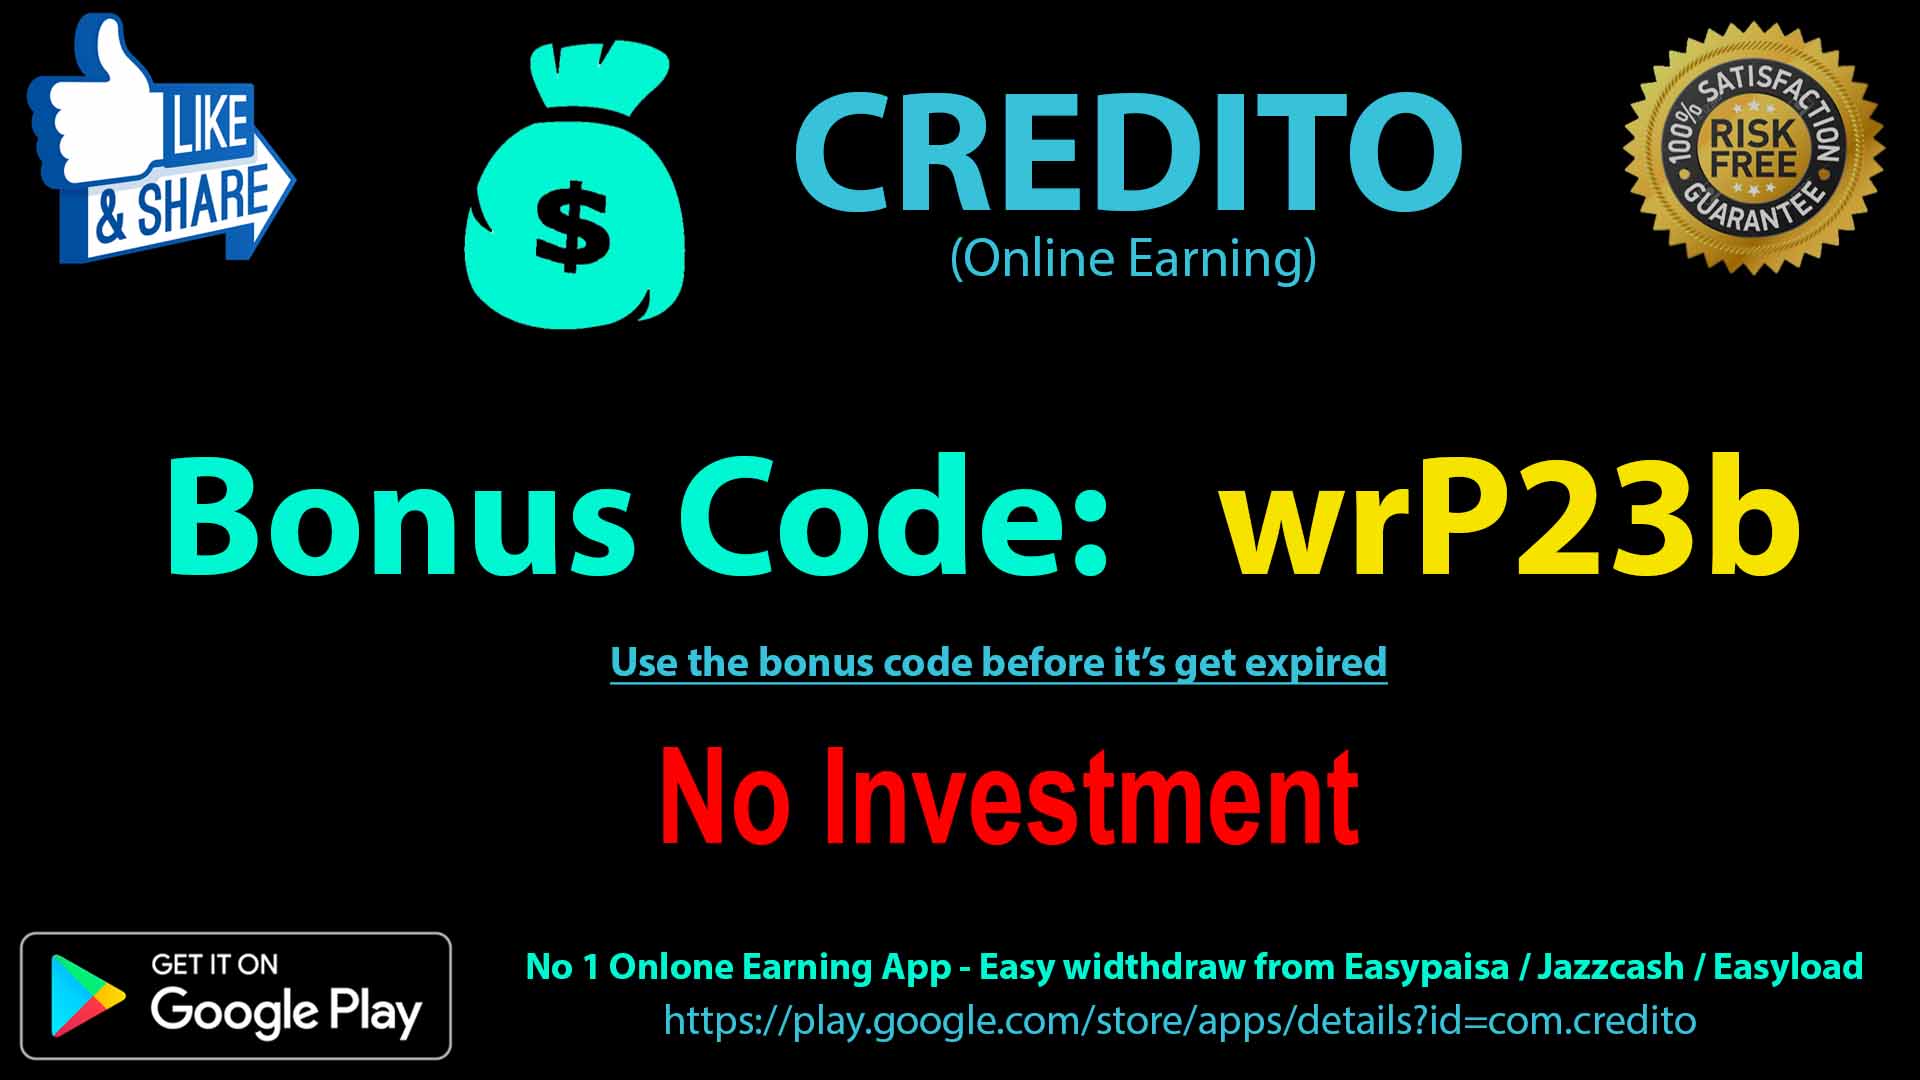 LIKE
& SHARE
$
CREDITO
(Online Earning)
100% SATISFACTION
RISK
FREE
GUARANTEE
Bonus Code: wrP23b
Use the bonus code before it's get expired
No Investment
GET IT ON
Google Play
No 1 Onlone Earning App - Easy widthdraw from Easypaisa / Jazzcash / Easyload
https://play.google.com/store/apps/details?id=com.credito